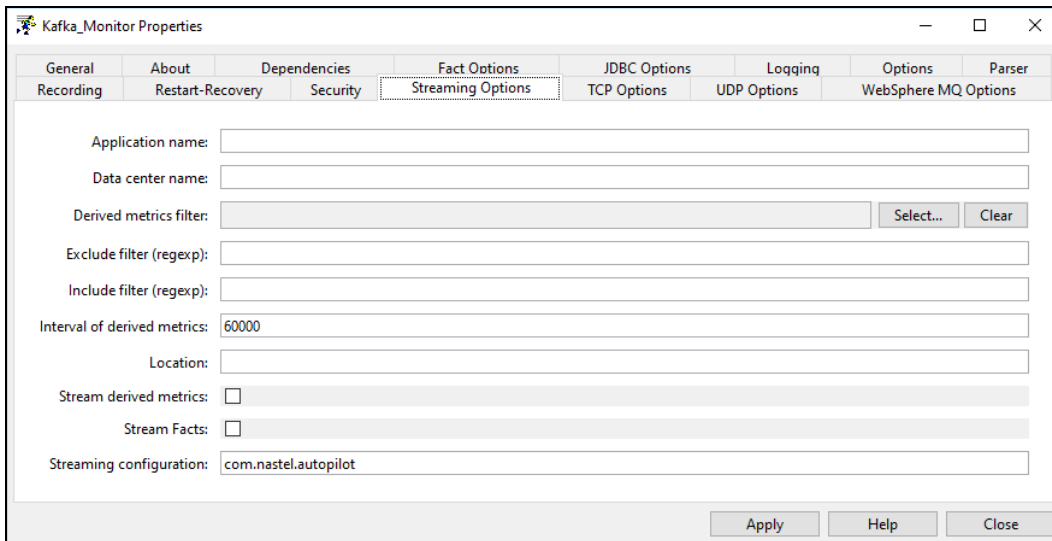 Kafka_Monitor Properties
General About Dependencies Fact Options JDBC Options Logging Options Parser
Recording Restart-Recovery Security Streaming Options TCP Options UDP Options WebSphere MQ Options
Application name:
Data center name:
Derived metrics filter: Select... Clear
Exclude filter (regexp):
Include filter (regexp):
Interval of derived metrics: 60000
Location:
Stream derived metrics:
Stream Facts:
Streaming configuration: com.nastel.autopilot
Apply Help Close